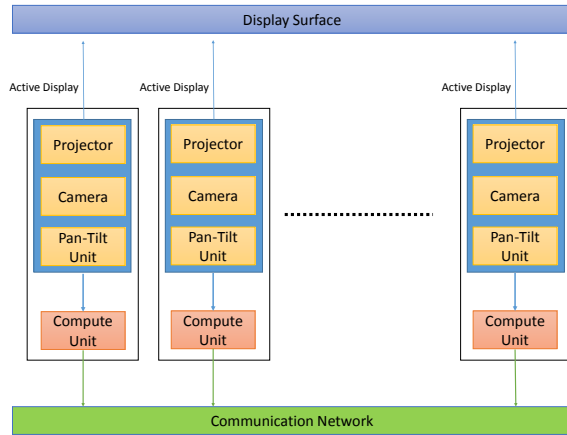 Display Surface
Active Display
Active Display
Active Display
Projector
Projector
Projector
Camera
Camera
Camera
Pan-Tilt
Unit
Pan-Tilt
Unit
Pan-Tilt
Unit
Compute
Unit
Compute
Unit
Compute
Unit
Communication Network